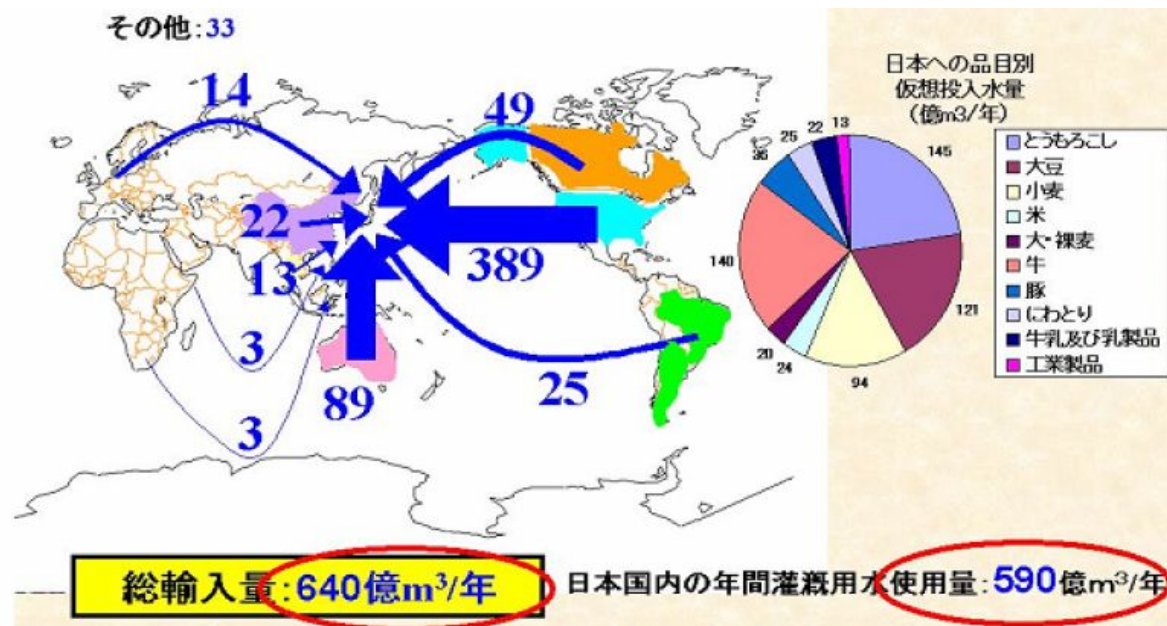 その他:33
14
49
22
13
389
3
89
25
3
日本への品目別
仮想投入水量
(億m3/年)
145
121
94
24
20
140
36
25
22
13
とうもろこし
大豆
小麦
米
大・裸麦
牛
豚
にわとり
牛乳及び乳製品
工業製品
総輸入量:640億m³/年
日本国内の年間灌漑用水使用量:590億m³/年